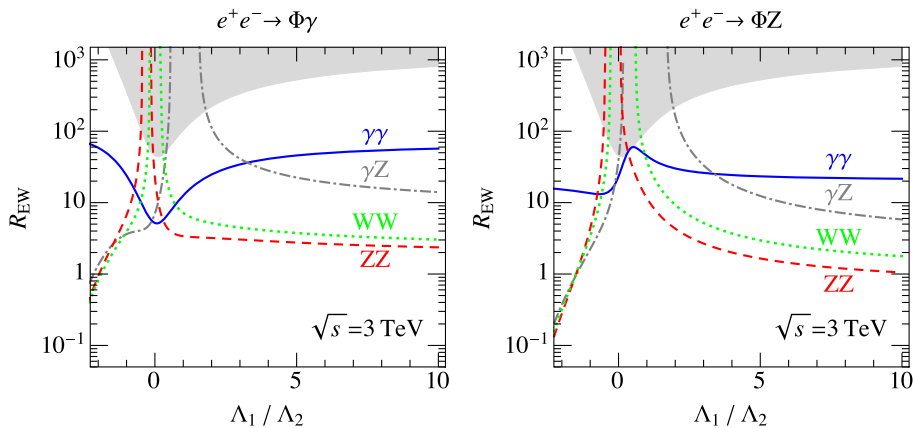 e⁺e⁻→ Φγ
R_EW
10³
10²
10
1
10⁻¹
γγ
γZ
WW
ZZ
√s = 3 TeV
0
5
10
Λ₁ / Λ₂
e⁺e⁻→ ΦZ
R_EW
10³
10²
10
1
10⁻¹
γγ
γZ
WW
ZZ
√s = 3 TeV
0
5
10
Λ₁ / Λ₂